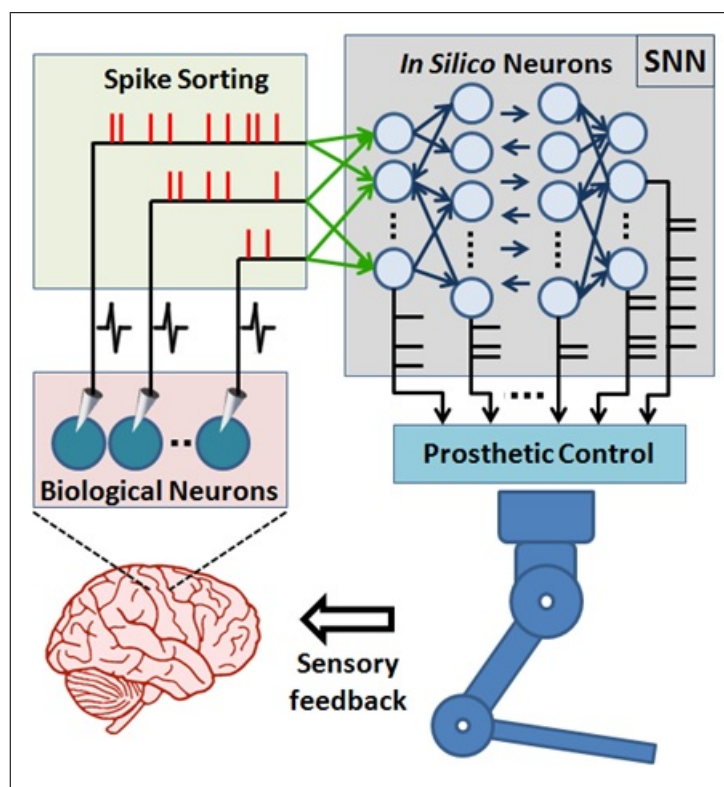 Spike Sorting
In Silico Neurons
SNN
Biological Neurons
Prosthetic Control
Sensory
feedback